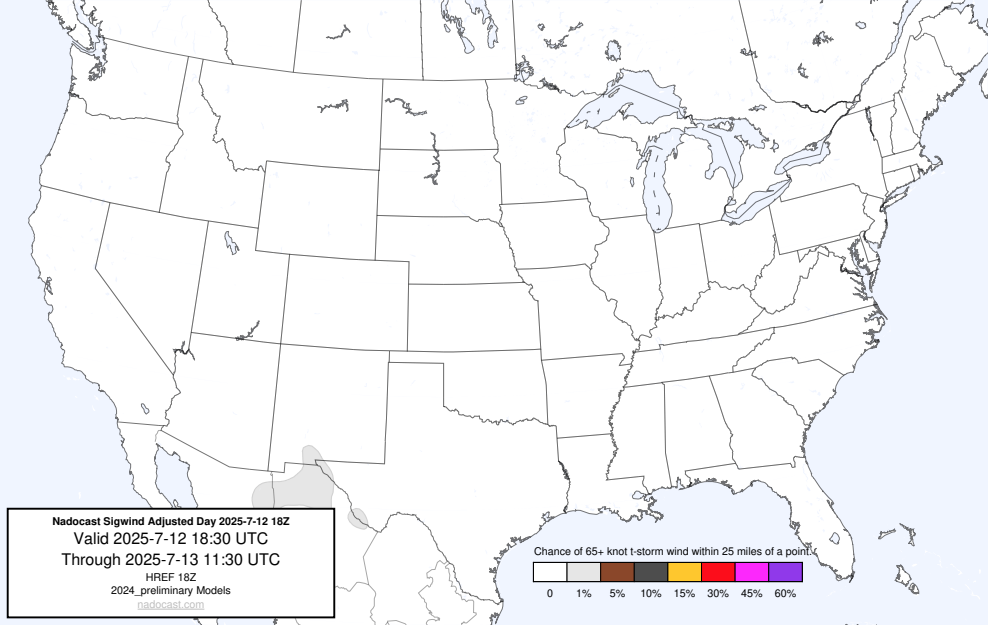 Nadocast Sigwind Adjusted Day 2025-7-12 18Z
Valid 2025-7-12 18:30 UTC
Through 2025-7-13 11:30 UTC
HREF 18Z
2024_preliminary Models
nadocast.com
Chance of 65+ knot t-storm wind within 25 miles of a point.
0 1% 5% 10% 15% 30% 45% 60%